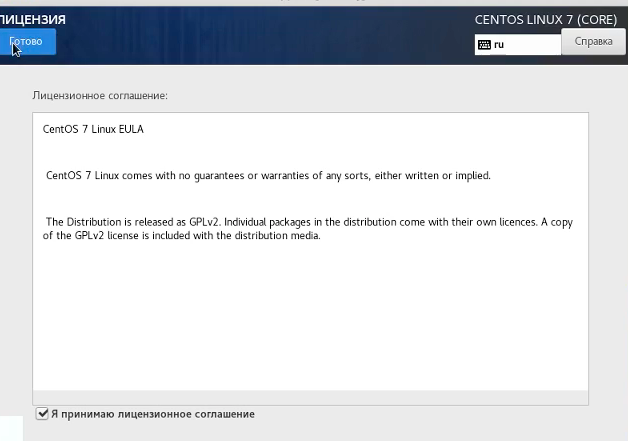 ЛИЦЕНЗИЯ
CENTOS LINUX 7 (CORE)
Готово
ru
Справка
Лицензионное соглашение:
CentOS 7 Linux EULA
CentOS 7 Linux comes with no guarantees or warranties of any sorts, either written or implied.
The Distribution is released as GPLv2. Individual packages in the distribution come with their own licences. A copy
of the GPLv2 license is included with the distribution media.
Я принимаю лицензионное соглашение